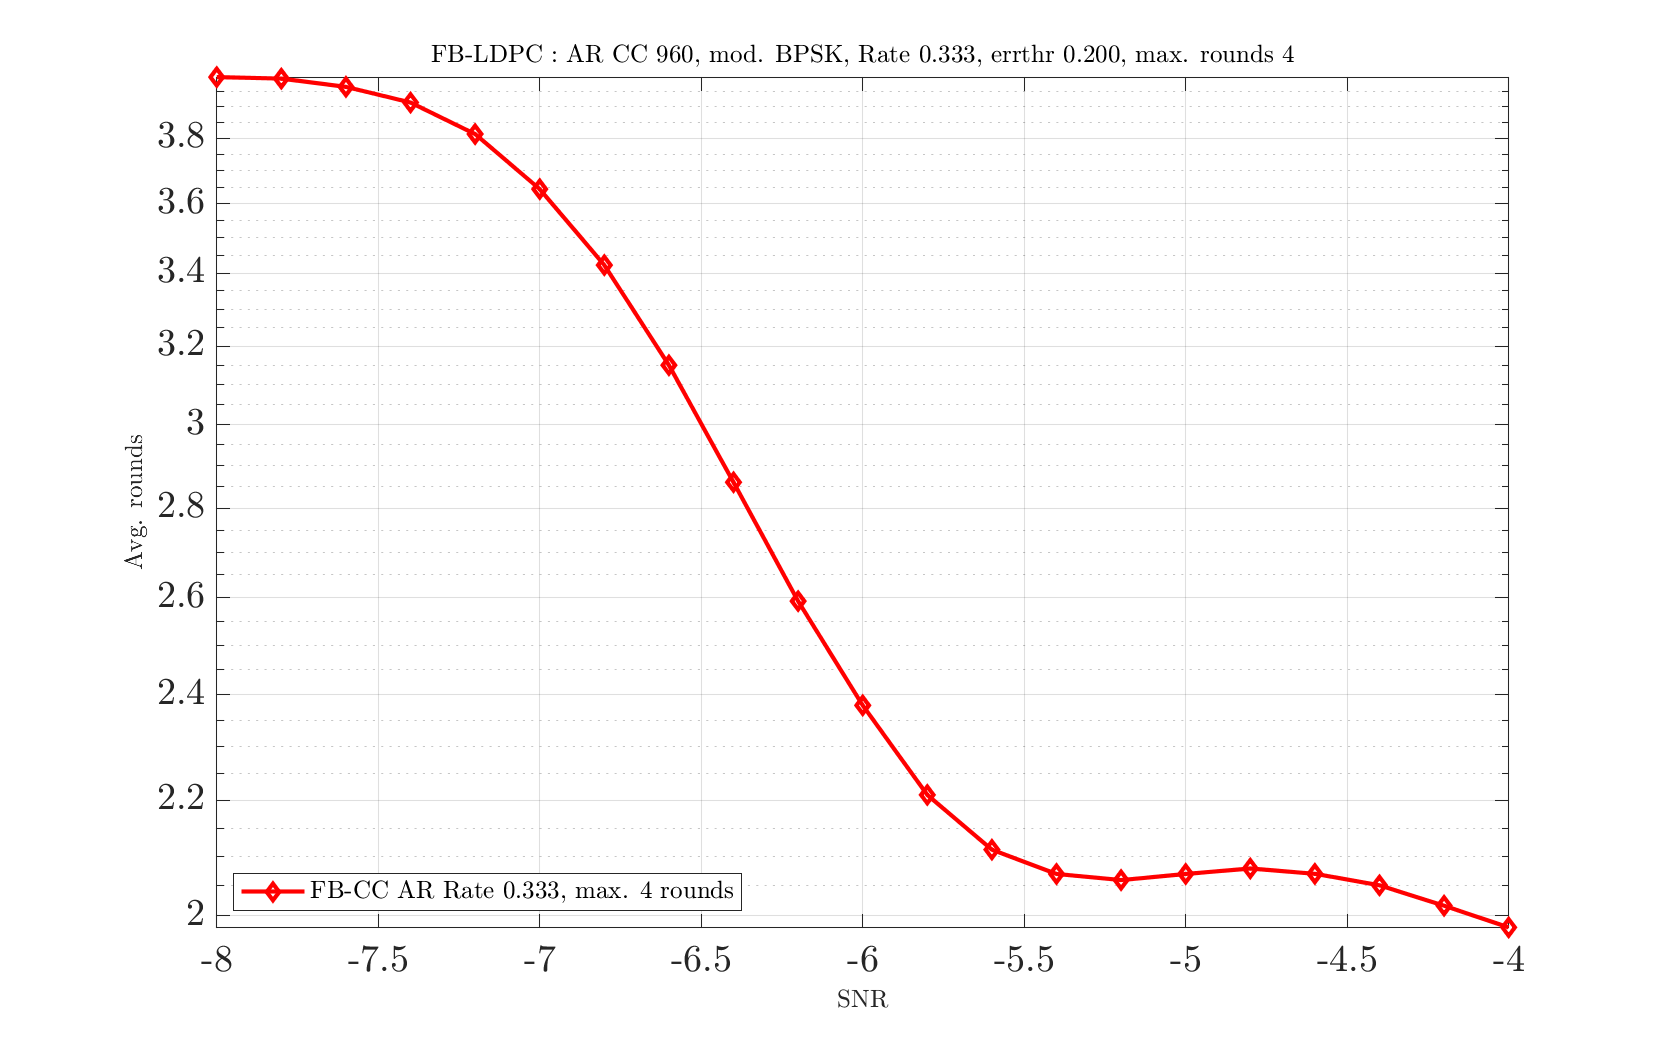 FB-LDPC : AR CC 960, mod. BPSK, Rate 0.333, errthr 0.200, max. rounds 4
3.8
3.6
3.4
3.2
3
2.8
2.6
2.4
2.2
2
Avg. rounds
FB-CC AR Rate 0.333, max. 4 rounds
-8 -7.5 -7 -6.5 -6 -5.5 -5 -4.5 -4
SNR